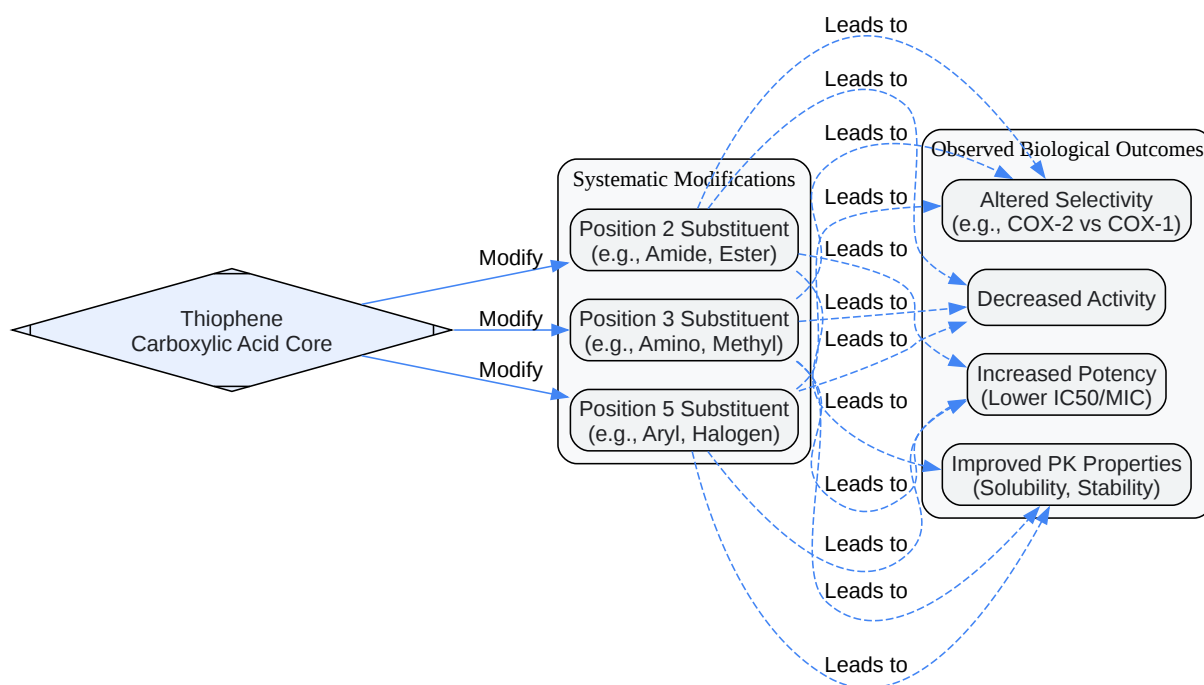 Thiophene
Carboxylic Acid Core
Modify
Modify
Modify
Systematic Modifications
Position 2 Substituent
(e.g., Amide, Ester)
Position 3 Substituent
(e.g., Amino, Methyl)
Position 5 Substituent
(e.g., Aryl, Halogen)
Leads to
Leads to
Leads to
Leads to
Leads to
Leads to
Leads to
Leads to
Leads to
Leads to
Leads to
Leads to
Observed Biological Outcomes
Altered Selectivity
(e.g., COX-2 vs COX-1)
Decreased Activity
Increased Potency
(Lower IC50/MIC)
Improved PK Properties
(Solubility, Stability)